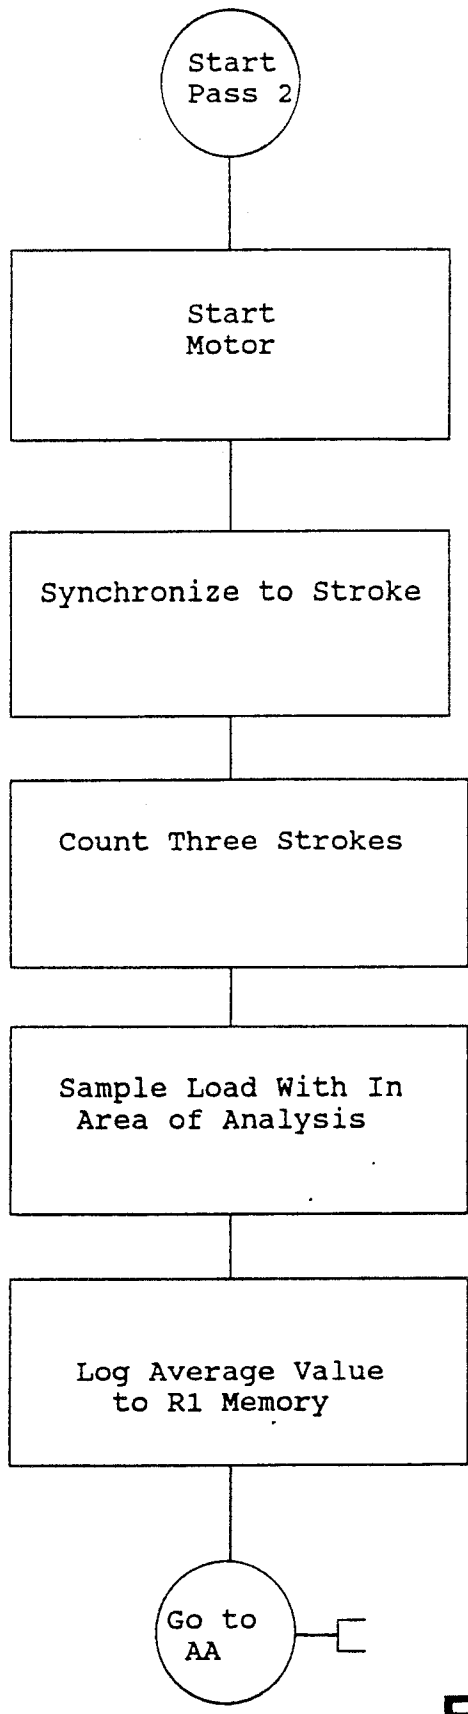 Start
Pass 2
Start
Motor
Synchronize to Stroke
Count Three Strokes
Sample Load With In
Area of Analysis
Log Average Value
to R1 Memory
Go to
AA